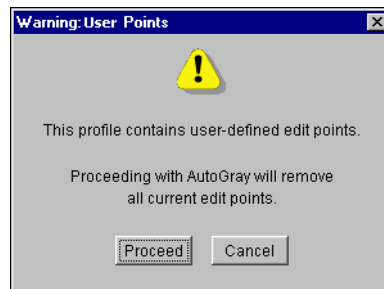 Warning: User Points
This profile contains user-defined edit points.
Proceeding with AutoGray will remove
all current edit points.
Proceed
Cancel